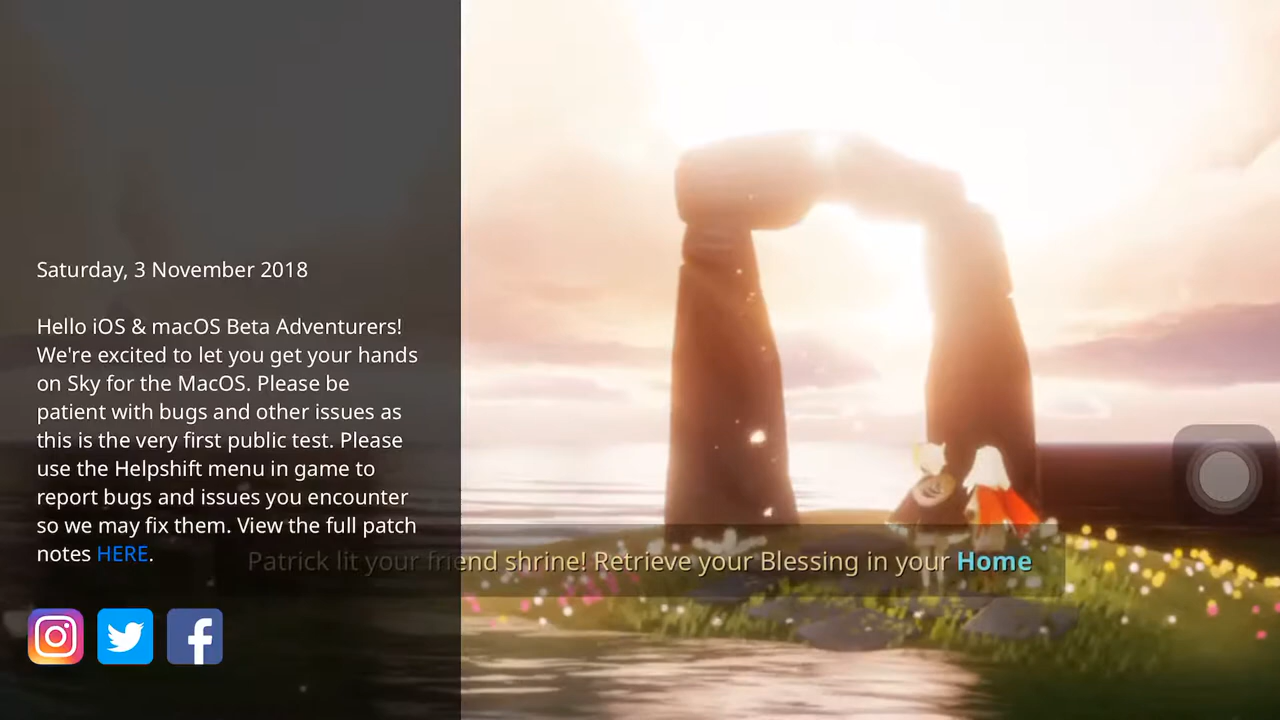 Saturday, 3 November 2018
Hello iOS & macOS Beta Adventurers!
We're excited to let you get your hands
on Sky for the MacOS. Please be
patient with bugs and other issues as
this is the very first public test. Please
use the Helpshift menu in game to
report bugs and issues you encounter
so we may fix them. View the full patch
notes HERE.
Patrick lit your friend shrine! Retrieve your Blessing in your Home